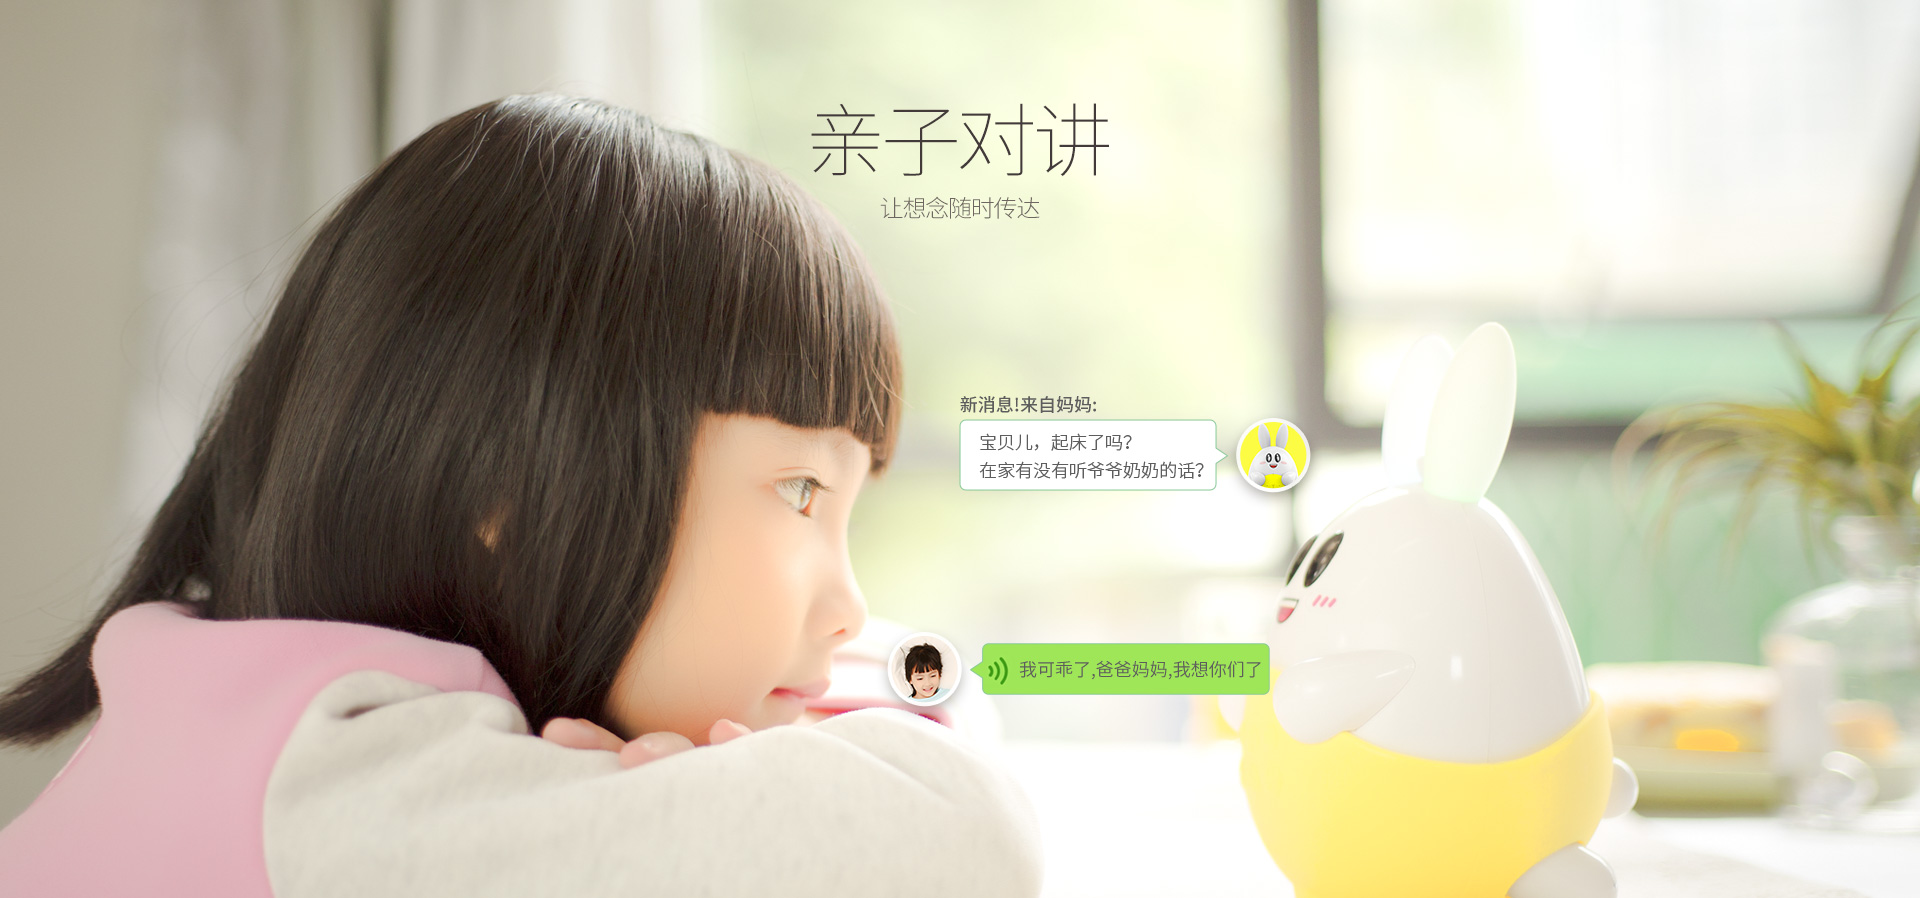 亲子对讲
让想念随时传达
新消息!来自妈妈:
宝贝儿，起床了吗?
在家有没有听爷爷奶奶的话?
我可乖了,爸爸妈妈,我想你们了